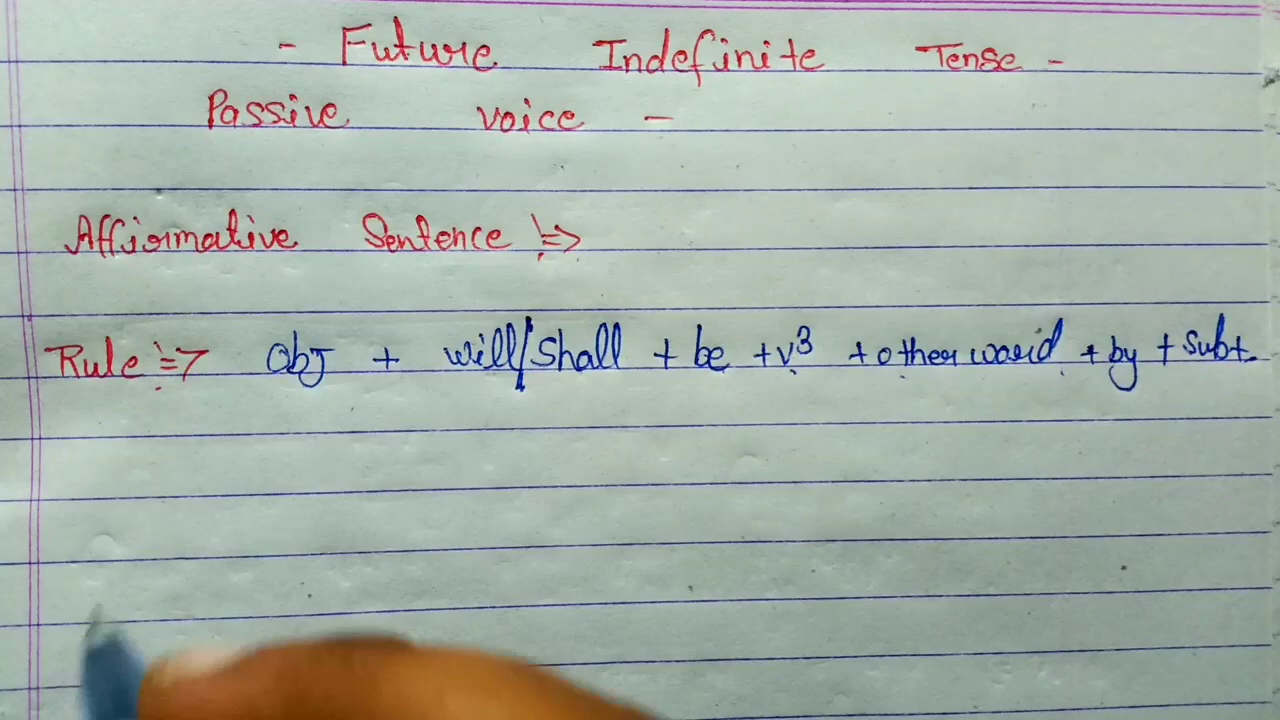 - Future Indefinite Tense -
Passive voice -
Affirmative Sentence :=>
Rule :=> Obj + will/shall + be + v³ + other word + by + subt.